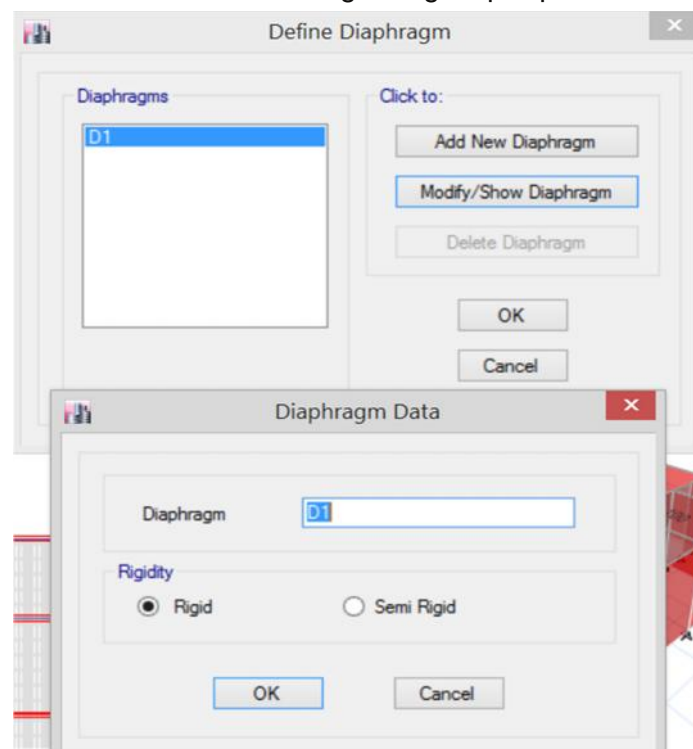 Define Diaphragm
Diaphragms
D1
Click to:
Add New Diaphragm
Modify/Show Diaphragm
Delete Diaphragm
OK
Cancel
Diaphragm Data
Diaphragm
D1
Rigidity
Rigid
Semi Rigid
OK
Cancel